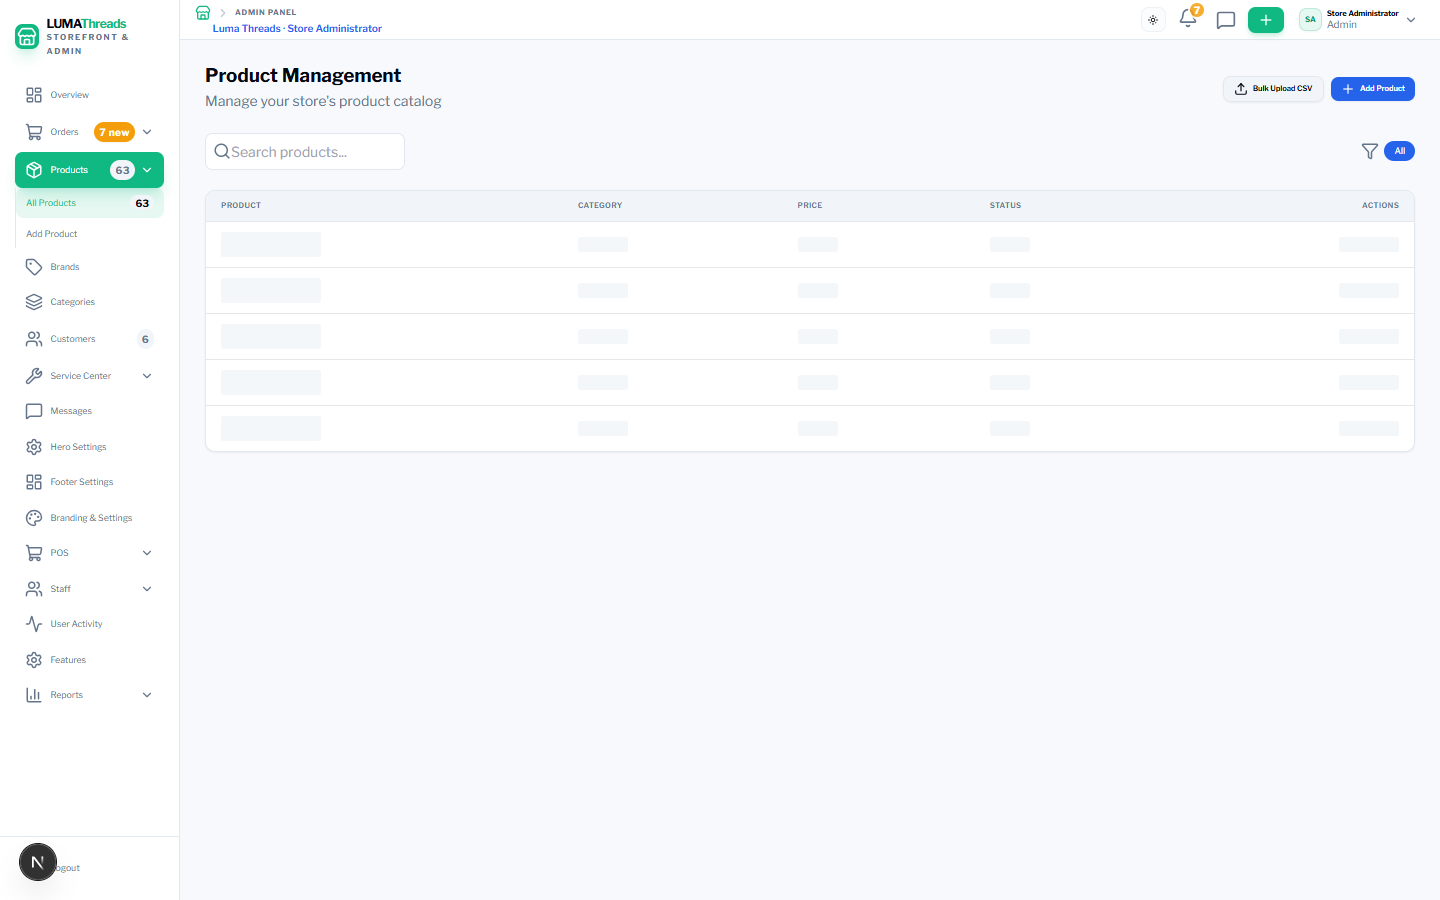 LUMAThreads
STOREFRONT &
ADMIN
Overview
Orders 7 new
Products 63
All Products 63
Add Product
Brands
Categories
Customers 6
Service Center
Messages
Hero Settings
Footer Settings
Branding & Settings
POS
Staff
User Activity
Features
Reports
N
ogout
ADMIN PANEL
Luma Threads · Store Administrator
7
SA
Store Administrator
Admin
Product Management
Manage your store's product catalog
Bulk Upload CSV
Add Product
Search products...
All
PRODUCT CATEGORY PRICE STATUS ACTIONS